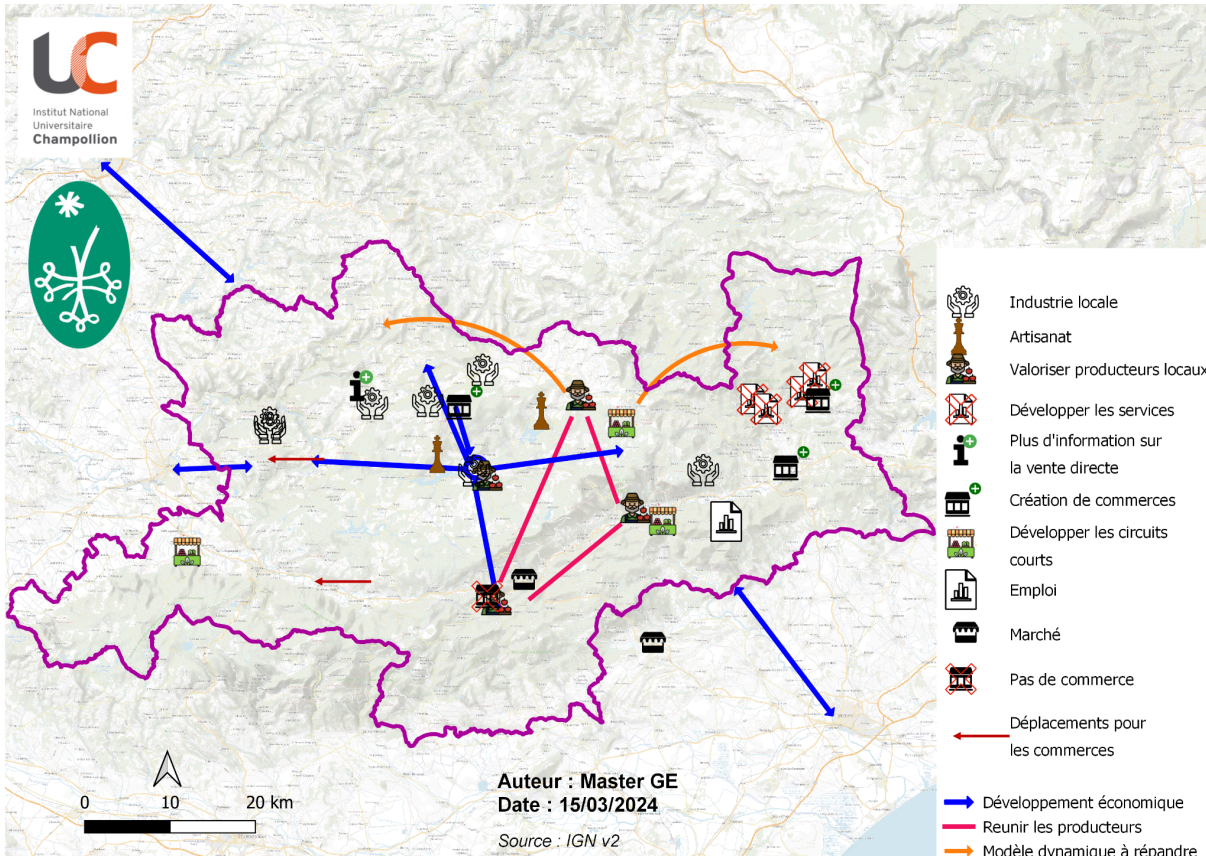 UC
Institut National
Universitaire
Champollion
Industrie locale
Artisanat
Valoriser producteurs locaux
Développer les services
Plus d'information sur
la vente directe
Création de commerces
Développer les circuits
courts
Emploi
Marché
Pas de commerce
Déplacements pour
les commerces
Développement économique
Reunir les producteurs
Modèle dynamique à répandre
0 10 20 km
Auteur : Master GE
Date : 15/03/2024
Source : IGN v2